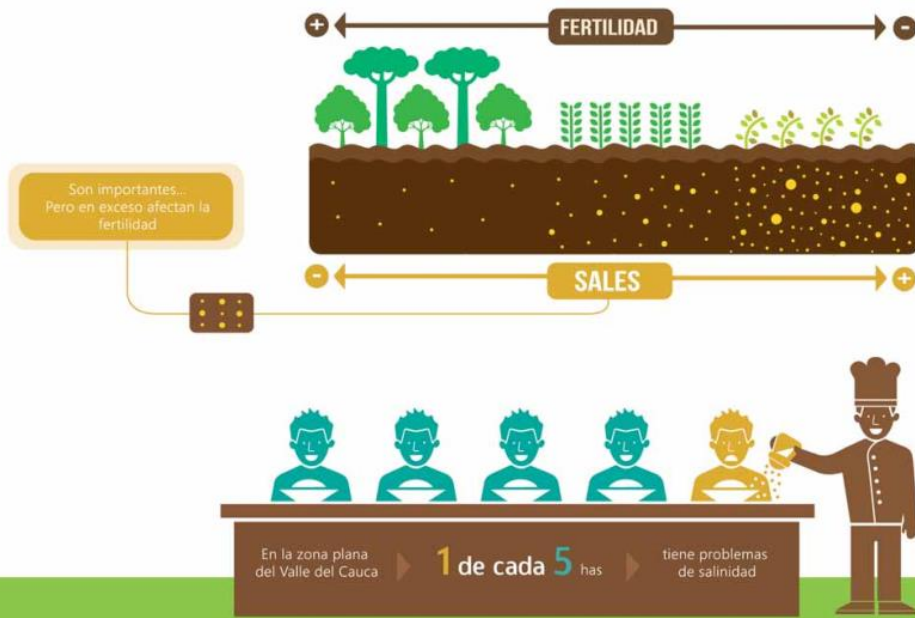 + FERTILIDAD -
Son importantes...
Pero en exceso afectan la
fertilidad
- SALES +
En la zona plana
del Valle del Cauca
1 de cada 5 has
tiene problemas
de salinidad